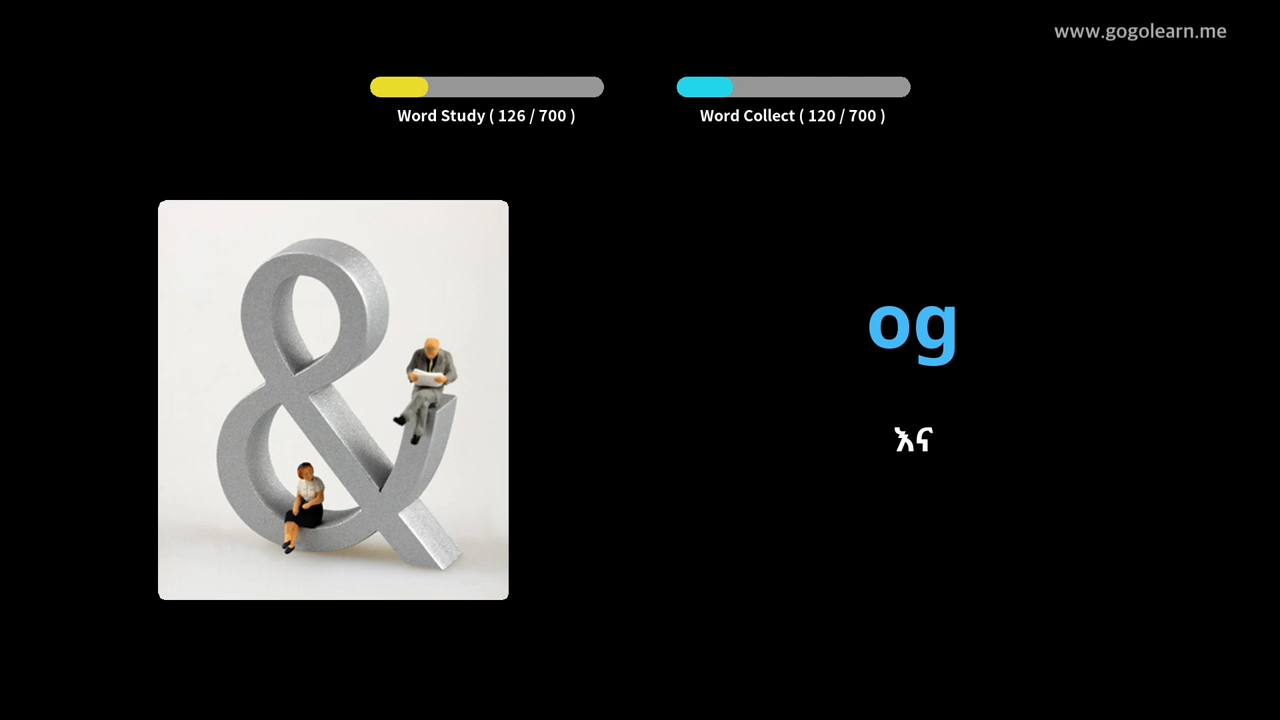 www.gogolearn.me
Word Study ( 126 / 700 )
Word Collect ( 120 / 700 )
&
og
እና